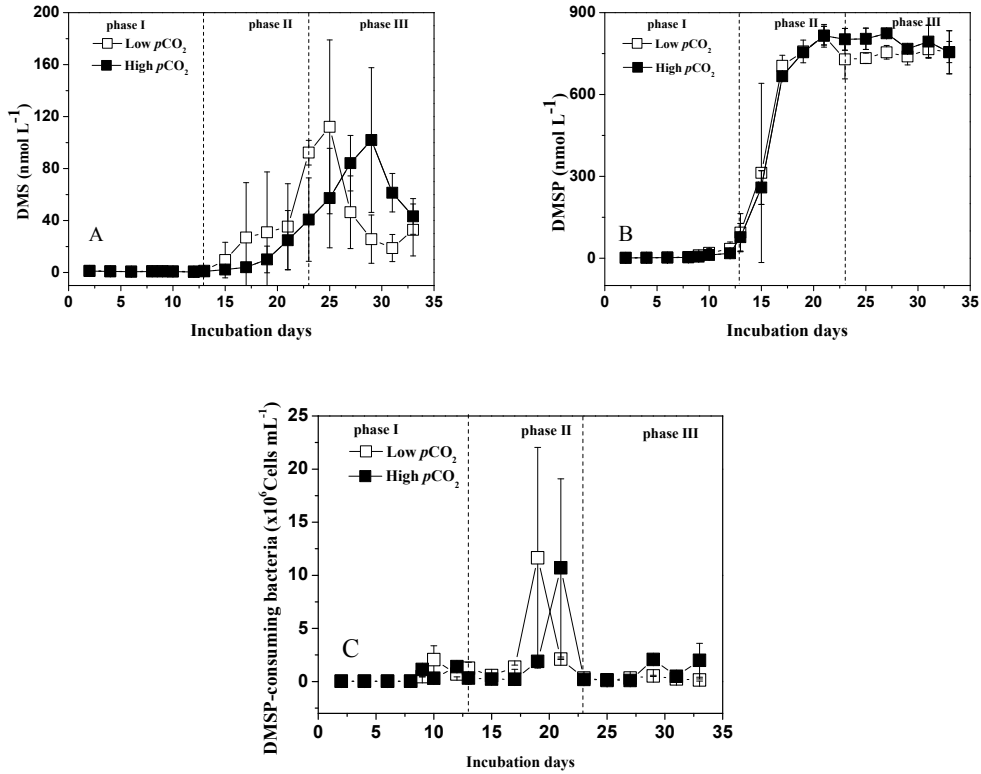 phase I phase II phase III
Low pCO2
High pCO2
DMS (nmol L-1)
200
160
120
80
40
0
A
0 5 10 15 20 25 30 35
Incubation days
phase I phase II phase III
Low pCO2
High pCO2
DMSP (nmol L-1)
900
600
300
0
B
0 5 10 15 20 25 30 35
Incubation days
phase I phase II phase III
Low pCO2
High pCO2
DMSP-consuming bacteria (x10^6Cells mL-1)
25
20
15
10
5
0
C
0 5 10 15 20 25 30 35
Incubation days